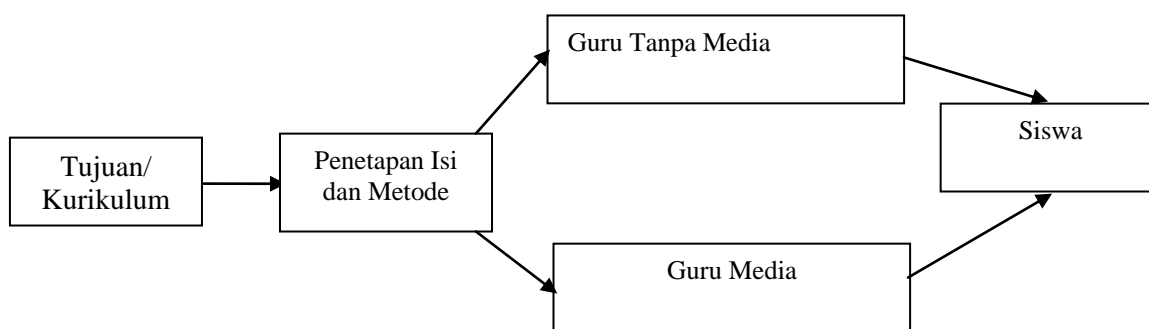 Tujuan/
Kurikulum
Penetapan Isi
dan Metode
Guru Tanpa Media
Guru Media
Siswa